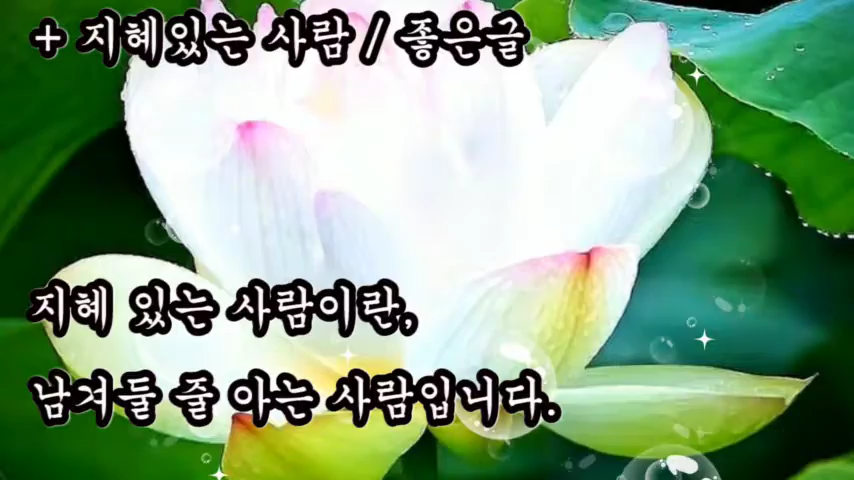 + 지혜있는 사람 / 좋은글
지혜 있는 사람이란,
남겨둘 줄 아는 사람입니다.